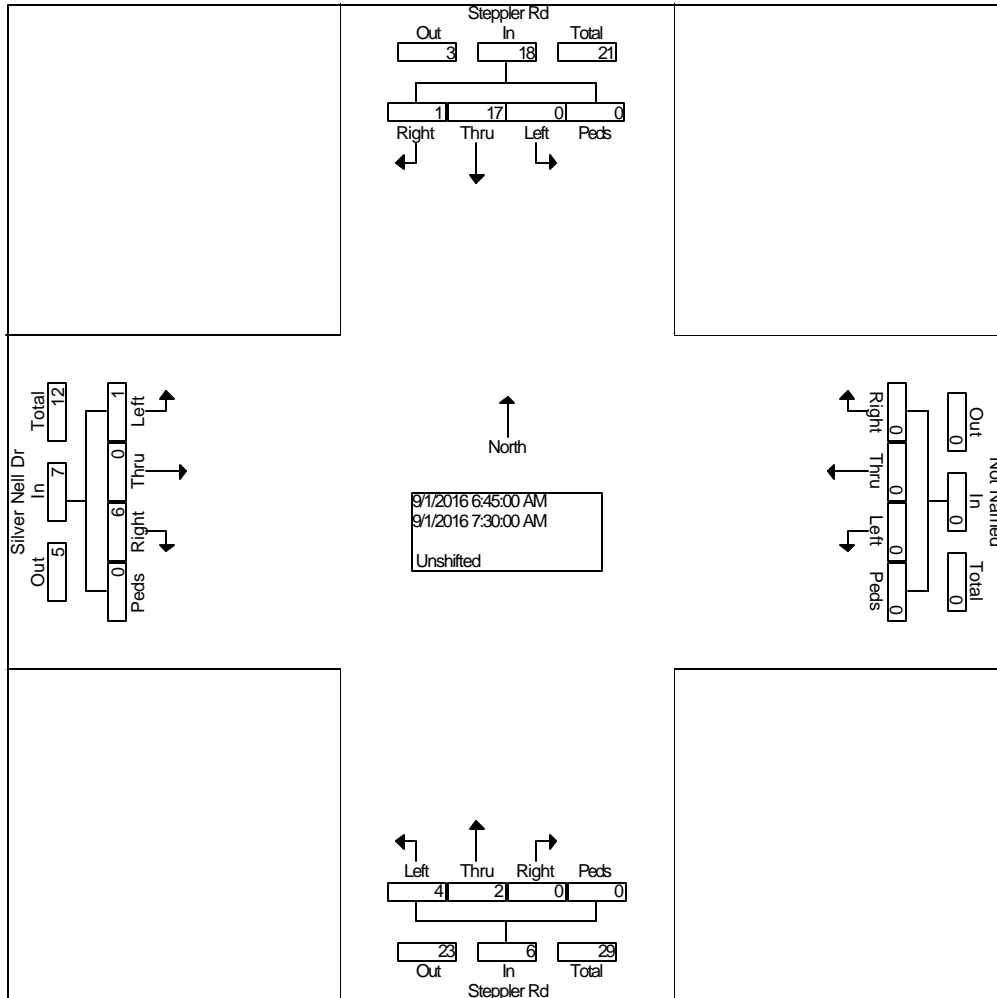 Steppler Rd
Out In Total
3 18 21
1 17 0 0
Right Thru Left Peds
Silver Nell Dr
Total In Out
12 7 5
1 0 6 0
Left Thru Right Peds
North
9/1/2016 6:45:00 AM
9/1/2016 7:30:00 AM
Unshifted
Right Thru Left Peds
0 0 0 0
Out In Total
0 0 0
Not Named
Left Thru Right Peds
4 2 0 0
23 6 29
Out In Total
Steppler Rd